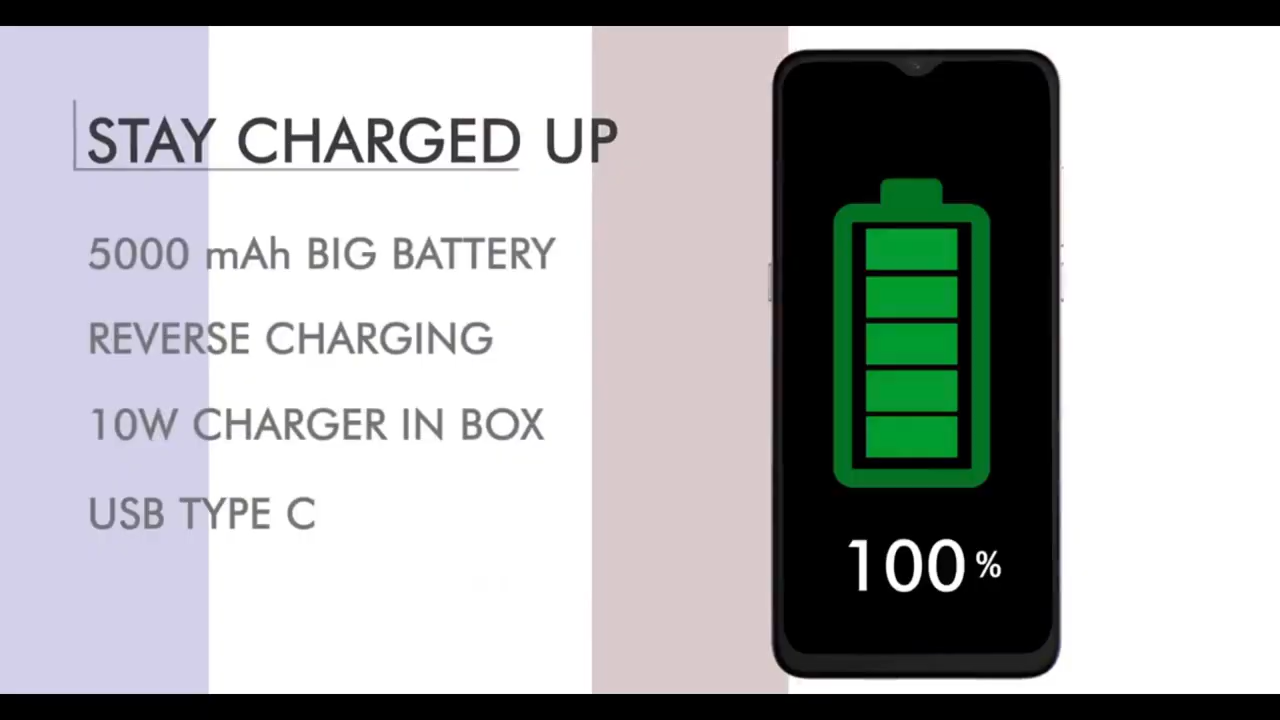 STAY CHARGED UP
5000 mAh BIG BATTERY
REVERSE CHARGING
10W CHARGER IN BOX
USB TYPE C
100%